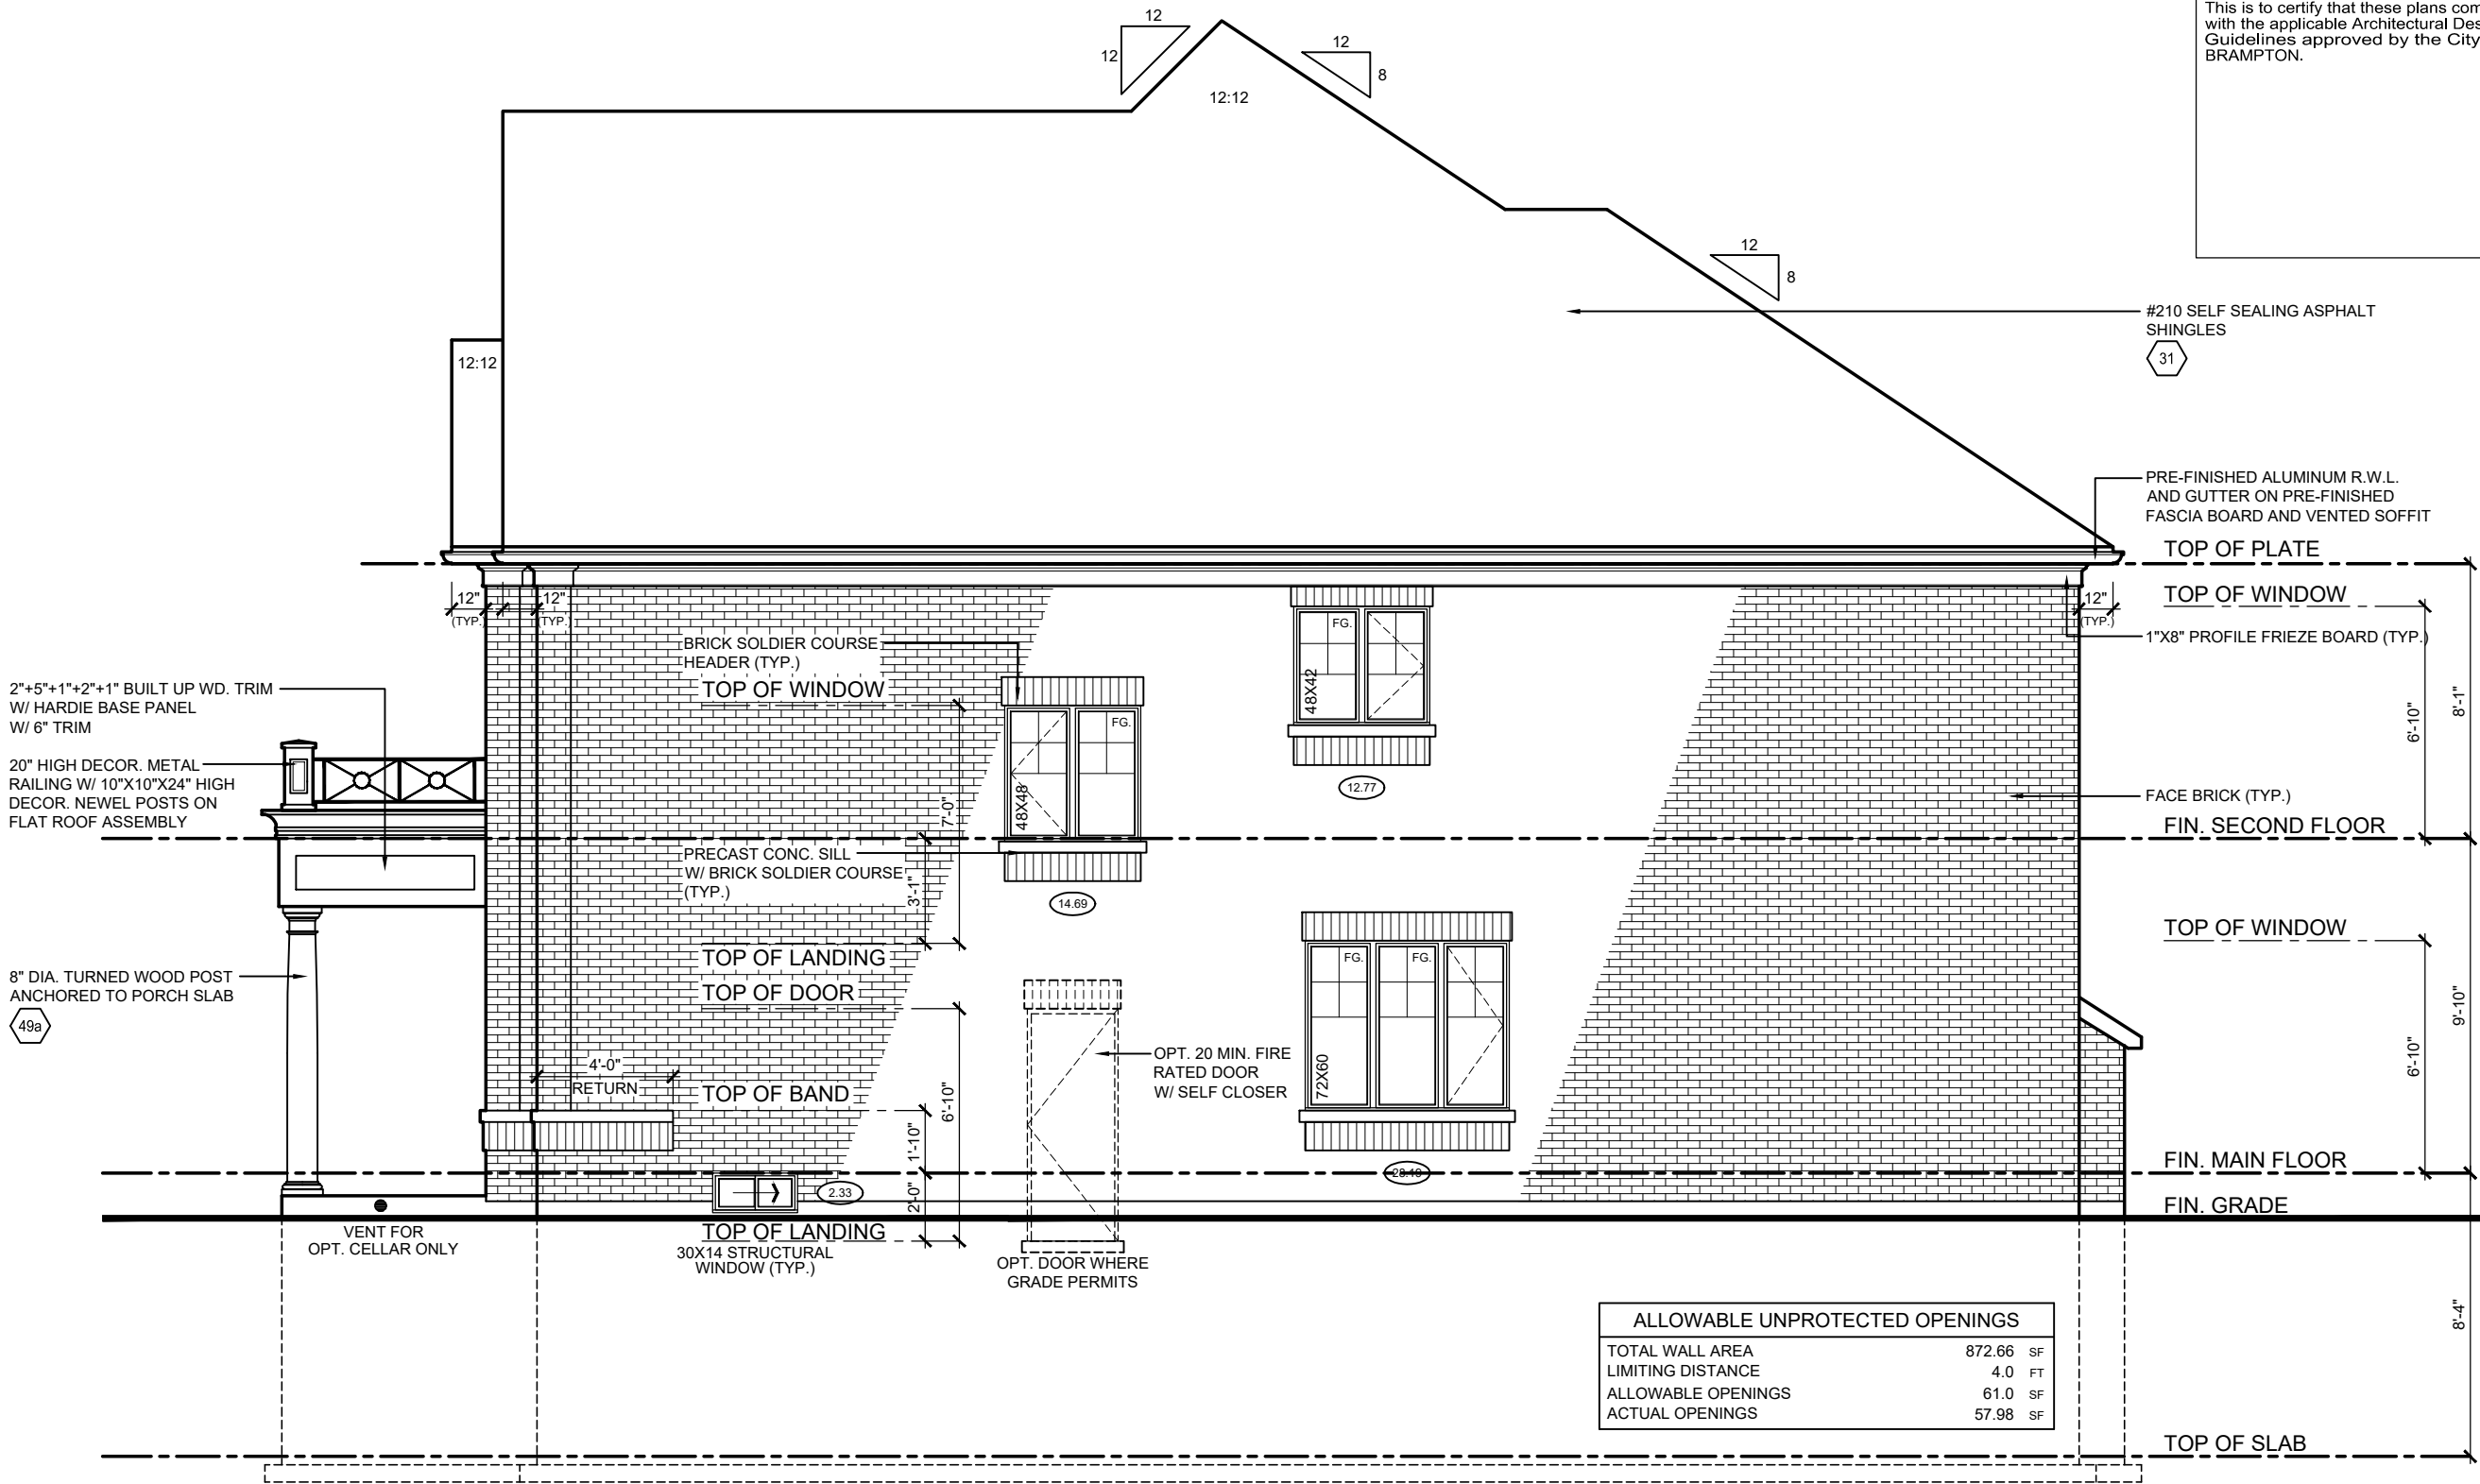 This is to certify that these plans com
with the applicable Architectural Des
Guidelines approved by the City
BRAMPTON.
12
12
12
8
12:12
12
8
12:12
#210 SELF SEALING ASPHALT
SHINGLES
31
PRE-FINISHED ALUMINUM R.W.L.
AND GUTTER ON PRE-FINISHED
FASCIA BOARD AND VENTED SOFFIT
TOP OF PLATE
TOP OF WINDOW
12"
(TYP.)
12"
(TYP.)
12"
(TYP.)
1"X8" PROFILE FRIEZE BOARD (TYP.)
BRICK SOLDIER COURSE
HEADER (TYP.)
TOP OF WINDOW
2"+5"+1"+2"+1" BUILT UP WD. TRIM
W/ HARDIE BASE PANEL
W/ 6" TRIM
20" HIGH DECOR. METAL
RAILING W/ 10"X10"X24" HIGH
DECOR. NEWEL POSTS ON
FLAT ROOF ASSEMBLY
FG.
48X42
12.77
FG.
48X48
14.69
7'-0"
6'-10"
8'-1"
FACE BRICK (TYP.)
FIN. SECOND FLOOR
PRECAST CONC. SILL
W/ BRICK SOLDIER COURSE
(TYP.)
3'-1"
TOP OF WINDOW
TOP OF LANDING
TOP OF DOOR
8" DIA. TURNED WOOD POST
ANCHORED TO PORCH SLAB
49a
FG.
FG.
72X60
OPT. 20 MIN. FIRE
RATED DOOR
W/ SELF CLOSER
4'-0"
RETURN
TOP OF BAND
1'-10"
6'-10"
6'-10"
9'-10"
FIN. MAIN FLOOR
2.33
2'-0"
FIN. GRADE
VENT FOR
OPT. CELLAR ONLY
TOP OF LANDING
30X14 STRUCTURAL
WINDOW (TYP.)
OPT. DOOR WHERE
GRADE PERMITS
8'-4"
ALLOWABLE UNPROTECTED OPENINGS
TOTAL WALL AREA 872.66 SF
LIMITING DISTANCE 4.0 FT
ALLOWABLE OPENINGS 61.0 SF
ACTUAL OPENINGS 57.98 SF
TOP OF SLAB